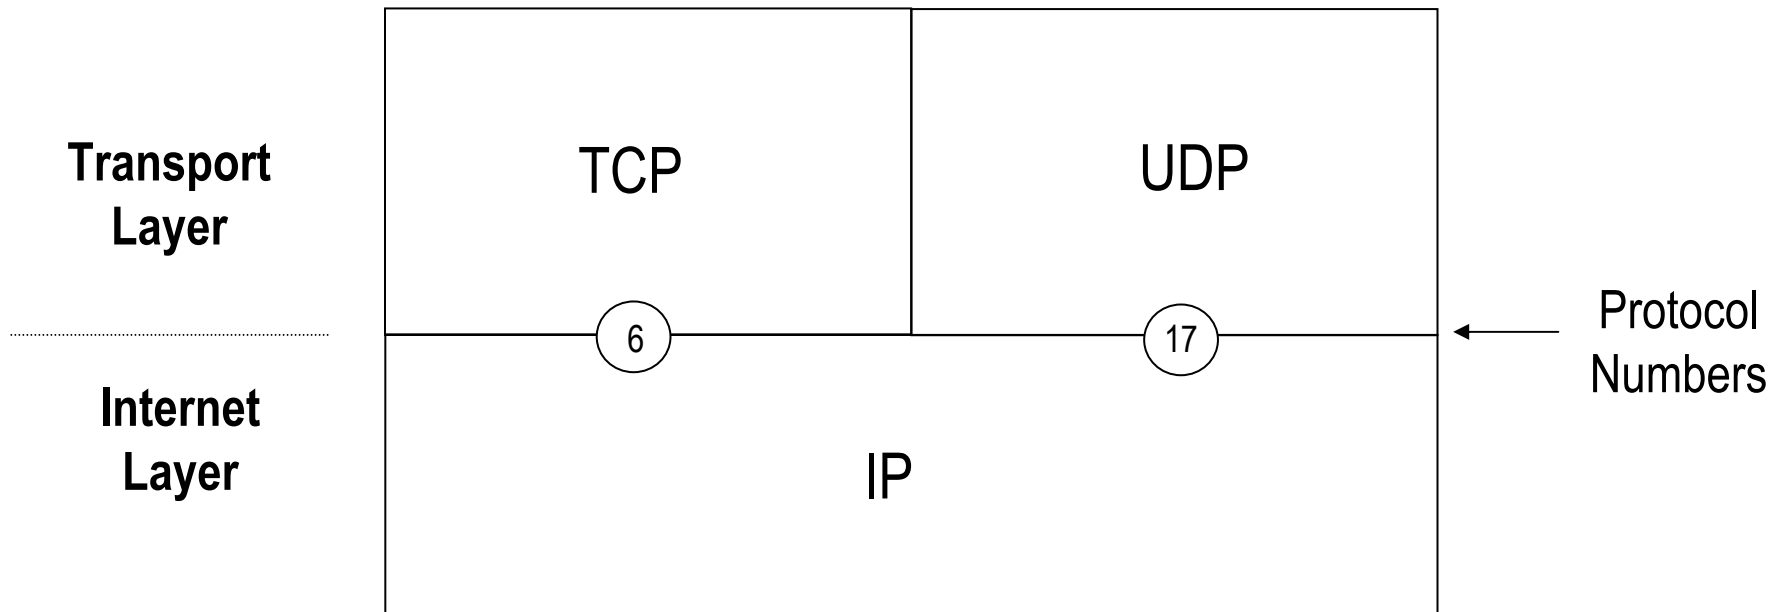 Transport
Layer
TCP
UDP
6
17
Protocol
Numbers
Internet
Layer
IP